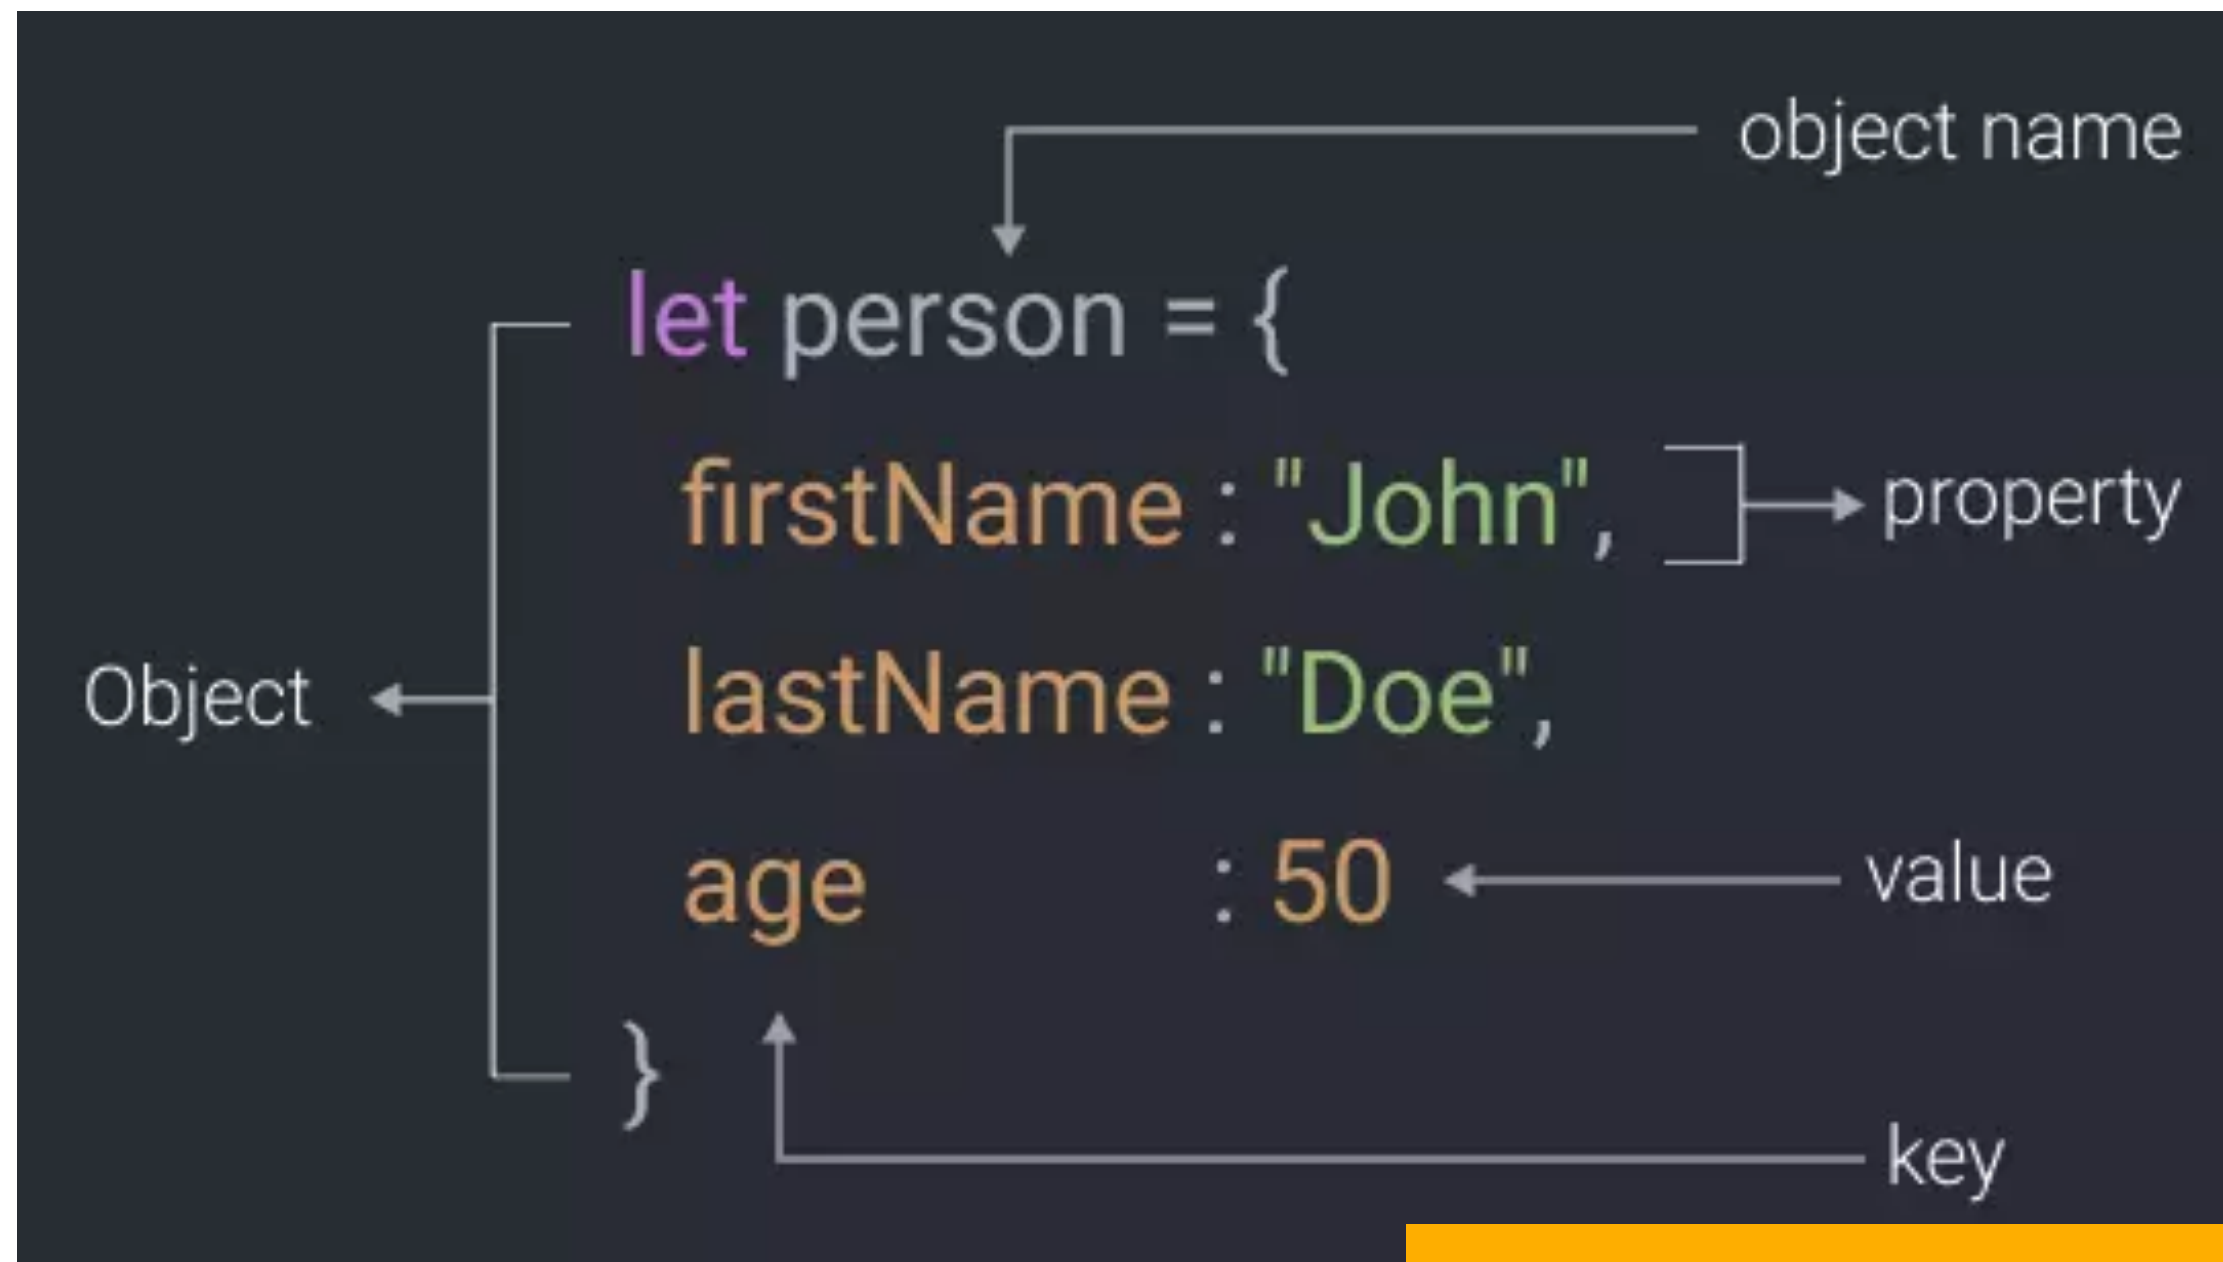 object name
let person = {
firstName : "John", property
Object
lastName : "Doe",
age : 50 value
}
key